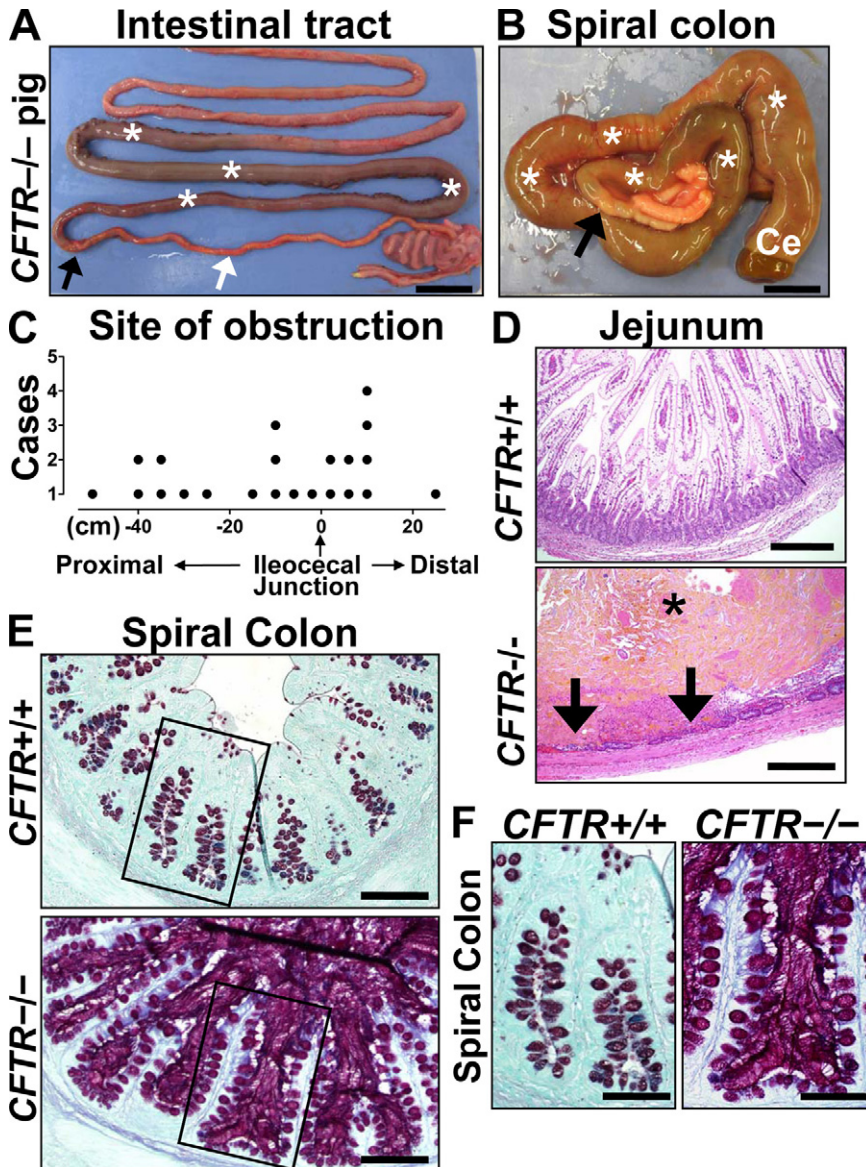 A Intestinal tract
CFTR−/− pig
* * * *
B Spiral colon
* * * * *
Ce
C Site of obstruction
Cases
5
4
3
2
1
(cm) -40 -20 0 20
Proximal ← Ileocecal → Distal
Junction
D Jejunum
CFTR+/+
CFTR-/-
*
E Spiral Colon
CFTR+/+
CFTR−/−
F CFTR+/+ CFTR−/−
Spiral Colon